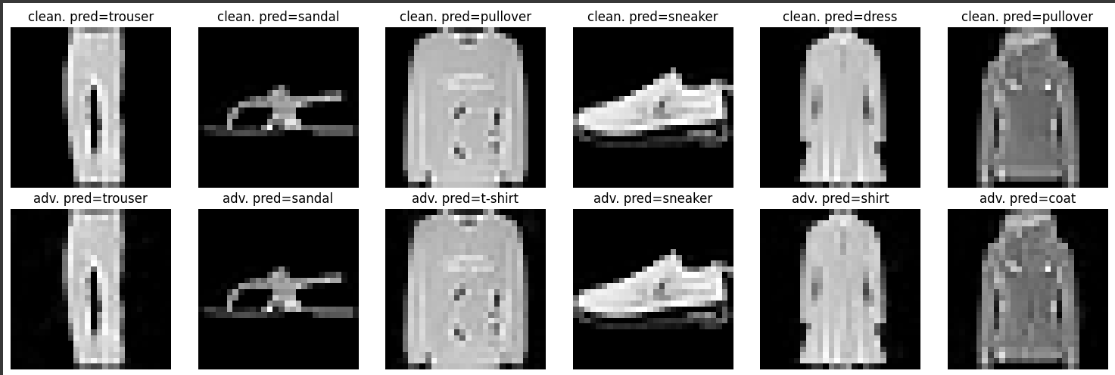 clean. pred=trouser clean. pred=sandal clean. pred=pullover clean. pred=sneaker clean. pred=dress clean. pred=pullover
adv. pred=trouser adv. pred=sandal adv. pred=t-shirt adv. pred=sneaker adv. pred=shirt adv. pred=coat